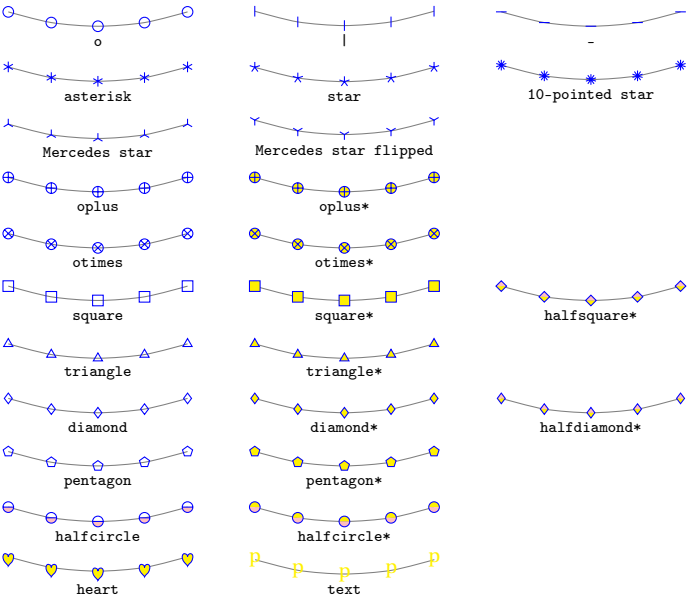 o | -
asterisk star 10-pointed star
Mercedes star Mercedes star flipped
oplus oplus*
otimes otimes*
square square* halfsquare*
triangle triangle*
diamond diamond* halfdiamond*
pentagon pentagon*
halfcircle halfcircle*
p p p p p
heart text